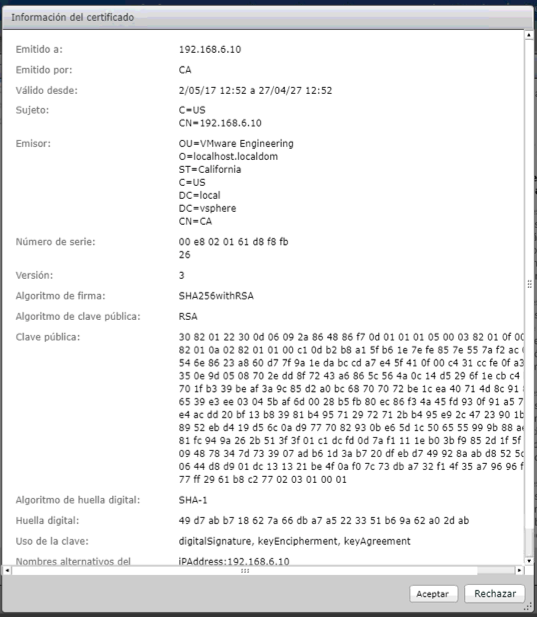 Información del certificado
Emitido a: 192.168.6.10
Emitido por: CA
Válido desde: 2/05/17 12:52 a 27/04/27 12:52
Sujeto: C=US
CN=192.168.6.10
Emisor: OU=VMware Engineering
O=localhost.localdom
ST=California
C=US
DC=local
DC=vsphere
CN=CA
Número de serie: 00 e8 02 01 61 d8 f8 fb
26
Versión: 3
Algoritmo de firma: SHA256withRSA
Algoritmo de clave pública: RSA
Clave pública: 30 82 01 22 30 0d 06 09 2a 86 48 86 f7 0d 01 01 01 05 00 03 82 01 0f 00
82 01 0a 02 82 01 01 00 c1 0d b2 b8 a1 5f b6 1e 7e fe 85 7e 55 7a f2 ac
54 6e 86 23 a8 60 d7 7f 9a 1e da bc cd a7 e4 5f 41 0f 00 c4 31 cc fe 0f a3
35 0e 9d 05 08 70 2e dd 8f 72 43 a6 86 5c 56 4a 0c 14 d5 29 6f 1e cb c4
70 1f b3 39 be af 3a 9c 85 d2 a0 bc 68 70 70 72 be 1c ea 40 71 4d 8c 91
65 39 e3 ee 03 04 5b af 6d 00 28 b5 fb 80 ec 86 f3 4a 45 fd 93 0f 91 a5 7
e4 ac dd 20 bf 13 b8 39 81 b4 95 71 29 72 71 2b b4 95 e9 2c 47 23 90 1b
89 52 eb d4 19 d5 6c 0a d9 77 70 82 93 0b e6 5d 1c 50 65 55 99 9b 88 a
81 fc 94 9a 26 2b 51 3f 3f 01 c1 dc fd 0d 7a f1 11 1e b0 3b f9 85 2d 1f 5f
09 48 78 34 7d 73 39 07 ad b6 1d 3a b7 20 df eb d7 49 92 8a ab d8 52 5
06 44 d8 d9 01 dc 13 13 21 be 4f 0a f0 7c 73 db a7 32 f1 4f 35 a7 96 96 f
77 ff 29 61 b8 c2 77 02 03 01 00 01
Algoritmo de huella digital: SHA-1
Huella digital: 49 d7 ab b7 18 62 7a 66 db a7 a5 22 33 51 b6 9a 62 a0 2d ab
Uso de la clave: digitalSignature, keyEncipherment, keyAgreement
Nombres alternativos del iPAddress:192.168.6.10
Aceptar Rechazar